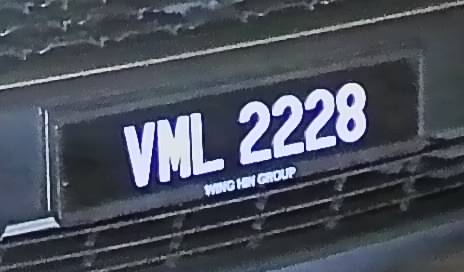 VML 2228
WING HIN GROUP